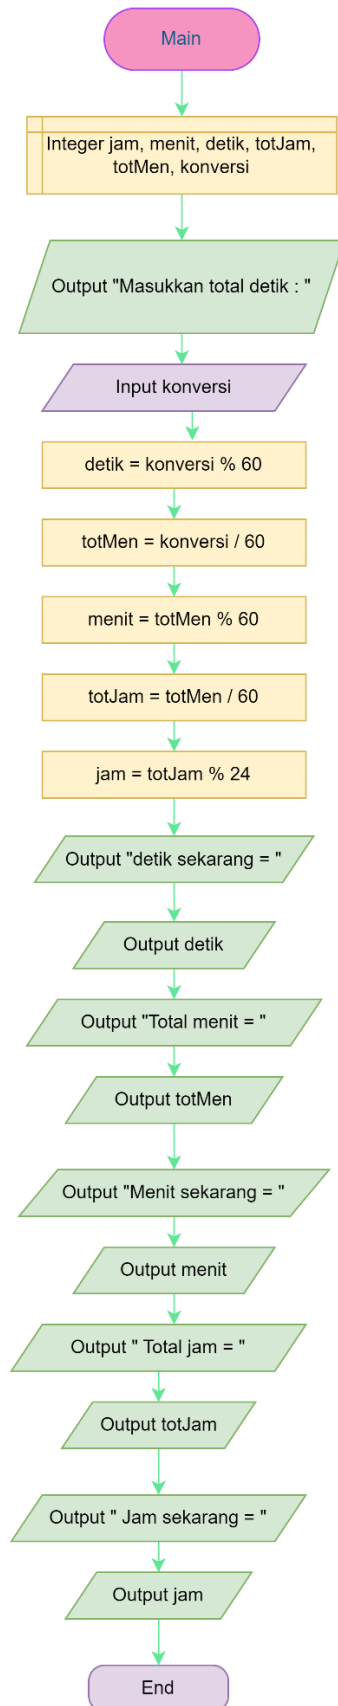 Main
Integer jam, menit, detik, totJam,
totMen, konversi
Output "Masukkan total detik : "
Input konversi
detik = konversi % 60
totMen = konversi / 60
menit = totMen % 60
totJam = totMen / 60
jam = totJam % 24
Output "detik sekarang = "
Output detik
Output "Total menit = "
Output totMen
Output "Menit sekarang = "
Output menit
Output " Total jam = "
Output totJam
Output " Jam sekarang = "
Output jam
End